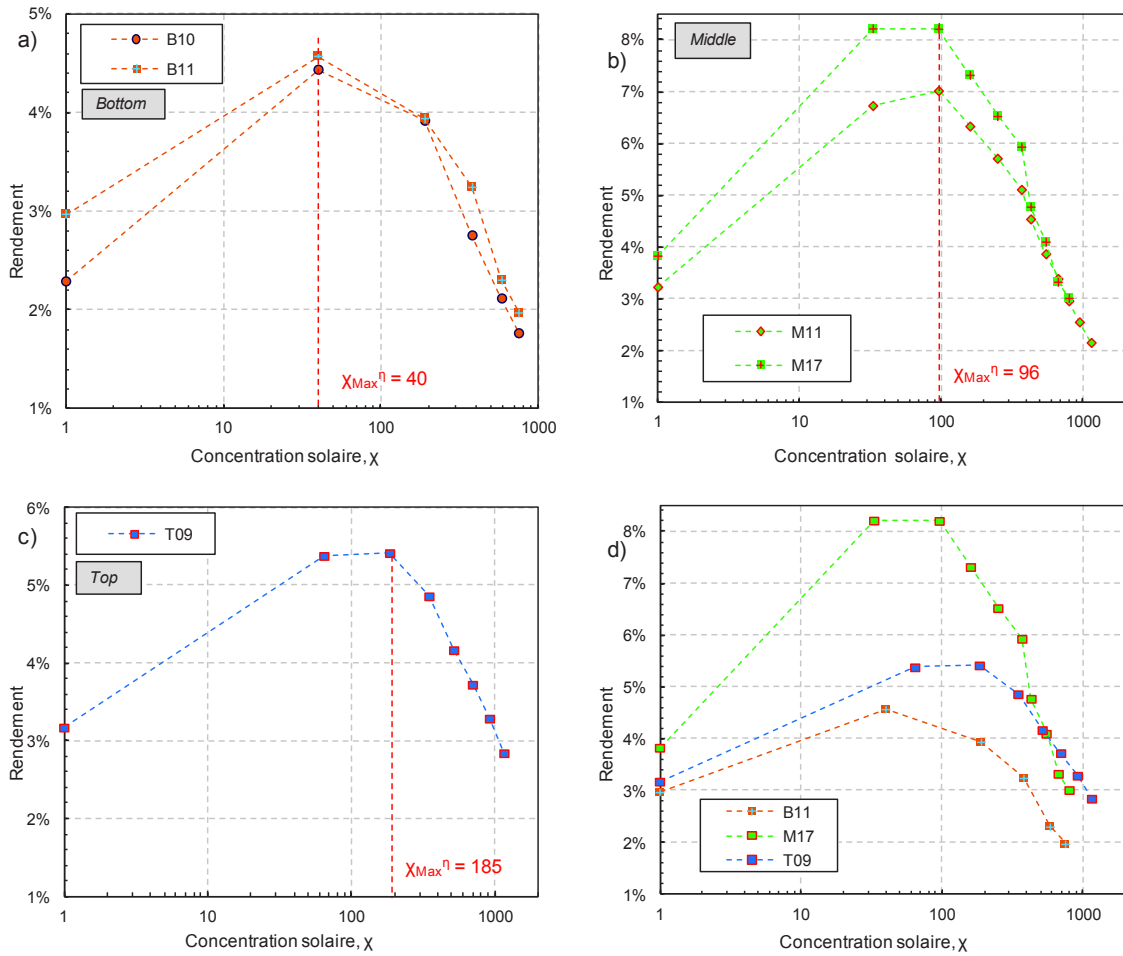 a)
5%
4%
3%
2%
1%
Rendement
B10
B11
Bottom
χMax^η = 40
1
10
100
1000
Concentration solaire, χ
b)
8%
7%
6%
5%
4%
3%
2%
1%
Rendement
Middle
M11
M17
χMax^η = 96
1
10
100
1000
Concentration solaire, χ
c)
6%
5%
4%
3%
2%
1%
Rendement
T09
Top
χMax^η = 185
1
10
100
1000
Concentration solaire, χ
d)
8%
7%
6%
5%
4%
3%
2%
1%
Rendement
B11
M17
T09
1
10
100
1000
Concentration solaire, χ